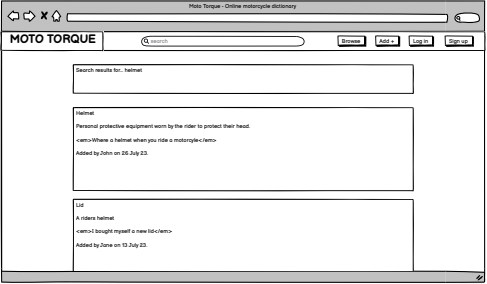 Moto Torque - Online motorcycle dictionary
MOTO TORQUE
search
Browse
Add +
Log in
Sign up
Search results for.. helmet
Helmet
Personal protective equipment worn by the rider to protect their head.
<em>Where a helmet when you ride a motorcyle</em>
Added by John on 26 July 23.
Lid
A riders helmet
<em>I bought myself a new lid</em>
Added by Jane on 13 July 23.